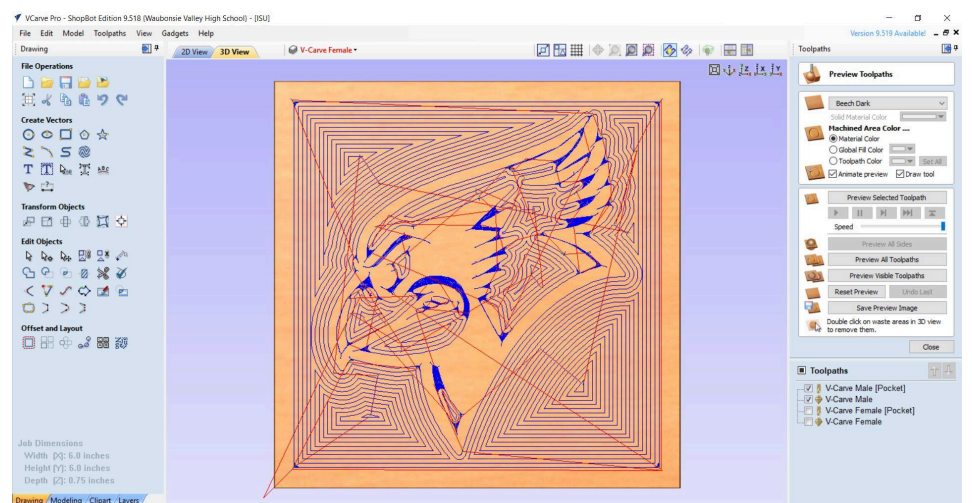 VCarve Pro - ShopBot Edition 9.518 (Waubonsie Valley High School) - [ISU]
File Edit Model Toolpaths View Gadgets Help
Version 9.519 Available!
Drawing
2D View 3D View
V-Carve Female
Toolpaths
File Operations
Create Vectors
Transform Objects
Edit Objects
Offset and Layout
Job Dimensions
Width (X): 6.0 inches
Height (Y): 6.0 inches
Depth (Z): 0.75 inches
Drawing Modeling Clipart Layers
Preview Toolpaths
Beech Dark
Solid Material Color
Machined Area Color ...
Material Color
Global Fill Color
Toolpath Color Set All
Animate preview Draw tool
Preview Selected Toolpath
Speed
Preview All Sides
Preview All Toolpaths
Preview Visible Toolpaths
Reset Preview Undo Last
Save Preview Image
Double click on waste areas in 3D view
to remove them.
Close
Toolpaths
V-Carve Male [Pocket]
V-Carve Male
V-Carve Female [Pocket]
V-Carve Female